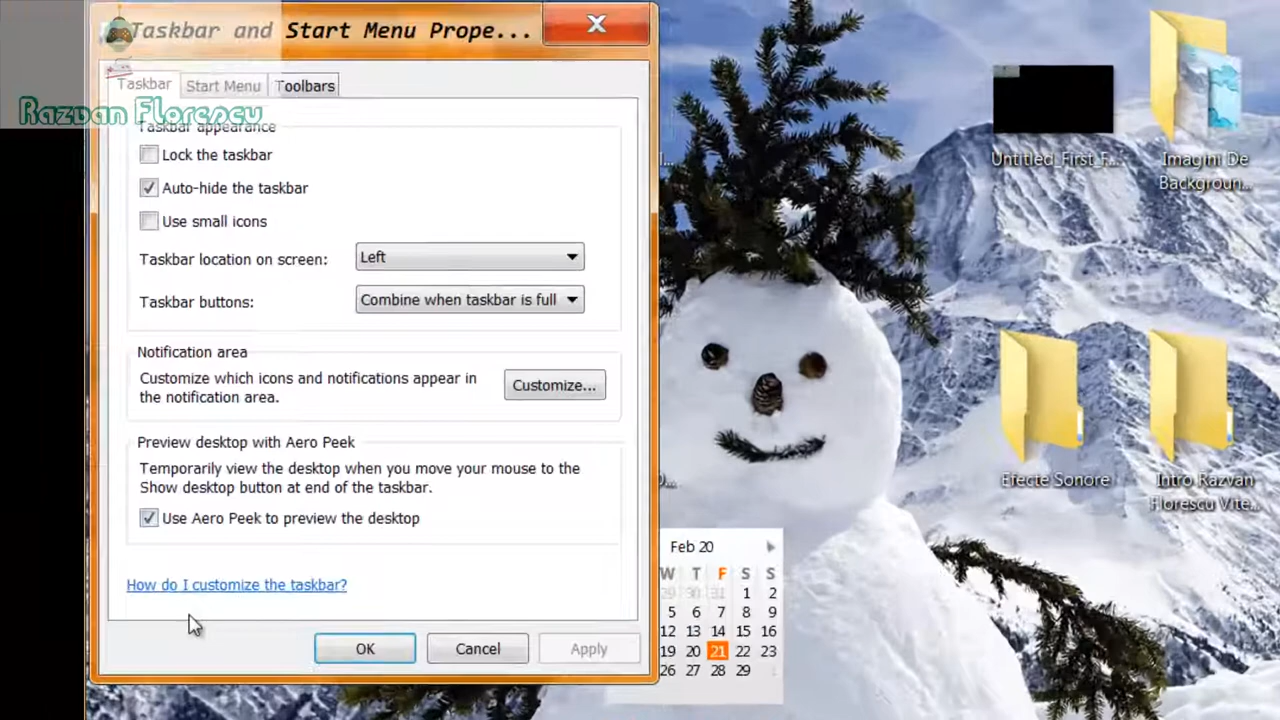 Taskbar and Start Menu Prope...
Taskbar
Start Menu
Toolbars
Razvan Florescu
Taskbar appearance
Lock the taskbar
Auto-hide the taskbar
Use small icons
Taskbar location on screen:
Left
Taskbar buttons:
Combine when taskbar is full
Notification area
Customize which icons and notifications appear in
the notification area.
Customize...
Preview desktop with Aero Peek
Temporarily view the desktop when you move your mouse to the
Show desktop button at end of the taskbar.
Use Aero Peek to preview the desktop
How do I customize the taskbar?
OK
Cancel
Apply
Untitled_First_F...
Imagini De
Backgroun...
Efecte Sonore
Intro Razvan
Florescu Vite...
Feb 20
W T F S S
29 30 31 1 2
5 6 7 8 9
12 13 14 15 16
19 20 21 22 23
26 27 28 29